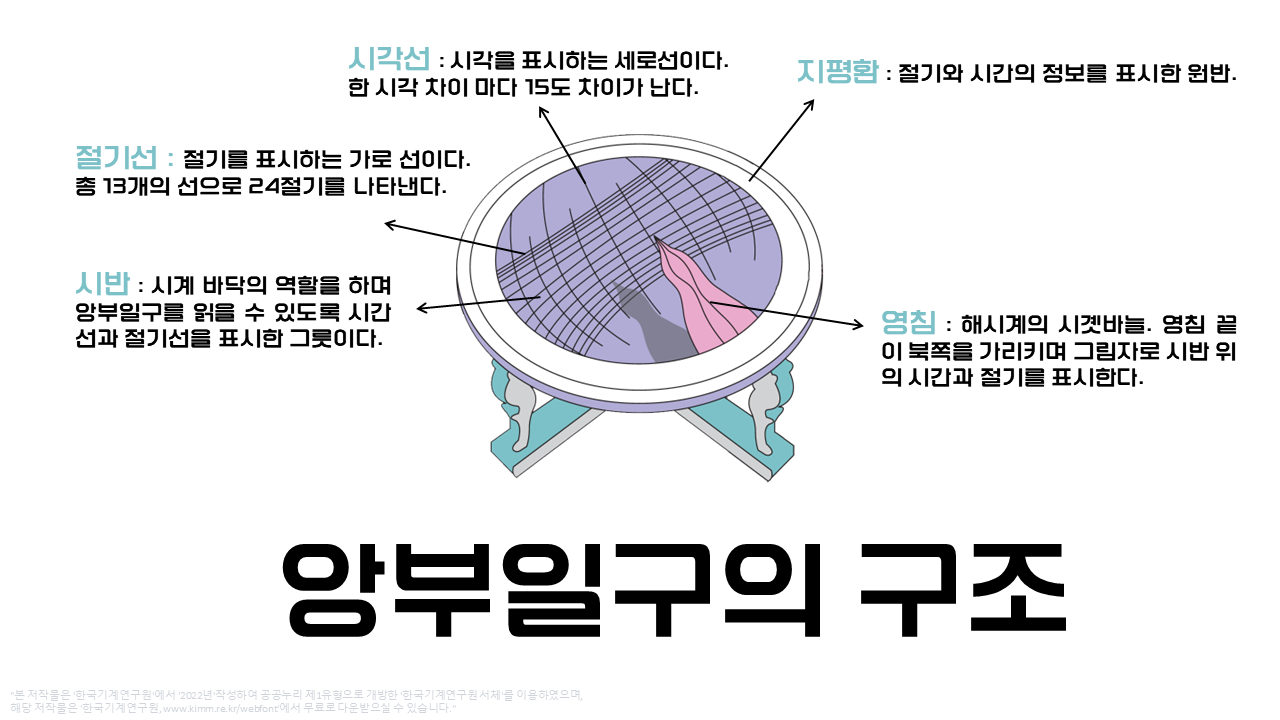 시각선 : 시각을 표시하는 세로선이다.
한 시각 차이 마다 15도 차이가 난다.
지평환 : 절기와 시간의 정보를 표시한 원반.
절기선 : 절기를 표시하는 가로 선이다.
총 13개의 선으로 24절기를 나타낸다.
시반 : 시계 바닥의 역할을 하며
앙부일구를 읽을 수 있도록 시간
선과 절기선을 표시한 그릇이다.
영침 : 해시계의 시곗바늘. 영침 끝
이 북쪽을 가리키며 그림자로 시반 위
의 시간과 절기를 표시한다.
앙부일구의 구조
"본 저작물은 '한국기계연구원'에서 '2022년'작성하여 공공누리 제1유형으로 개방한 '한국기계연구원 서체'를 이용하였으며,
해당 저작물은 '한국기계연구원, www.kimm.re.kr/webfont'에서 무료로 다운받으실 수 있습니다."